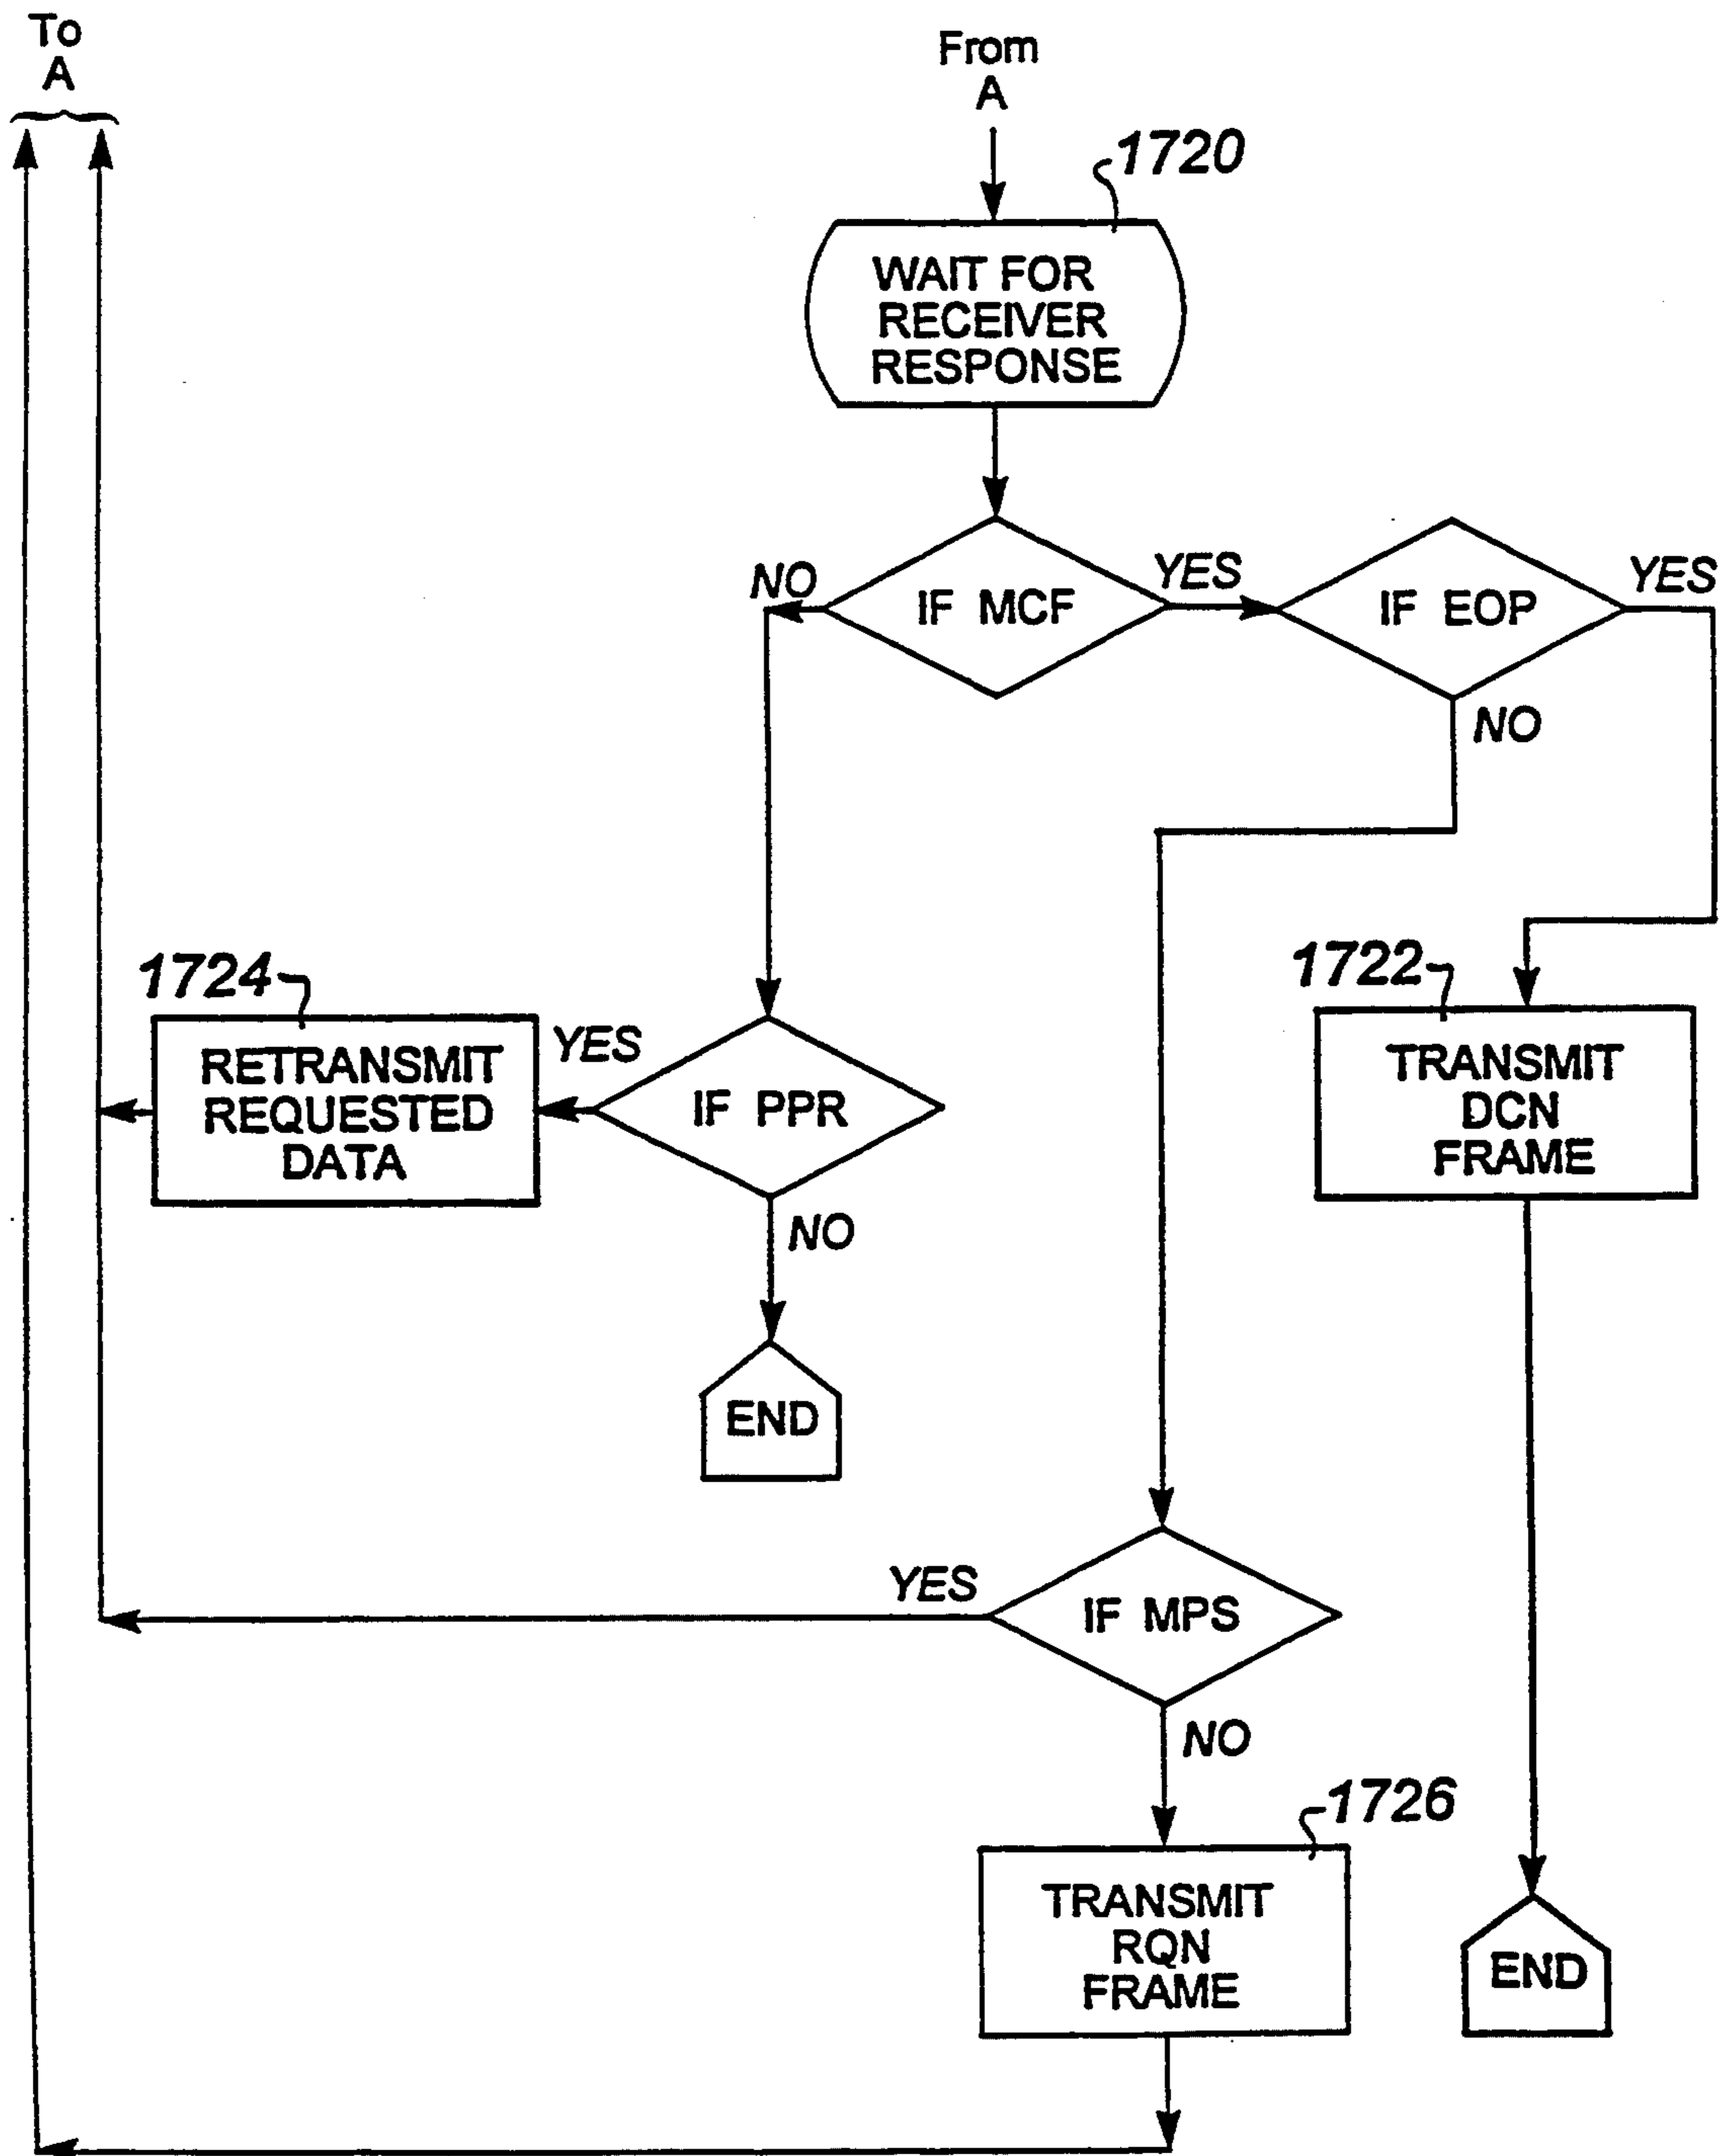 To
A
From
A
1720
WAIT FOR
RECEIVER
RESPONSE
NO
IF MCF
YES
IF EOP
YES
NO
1724
RETRANSMIT
REQUESTED
DATA
YES
IF PPR
NO
END
1722
TRANSMIT
DCN
FRAME
YES
IF MPS
NO
1726
TRANSMIT
RQN
FRAME
END